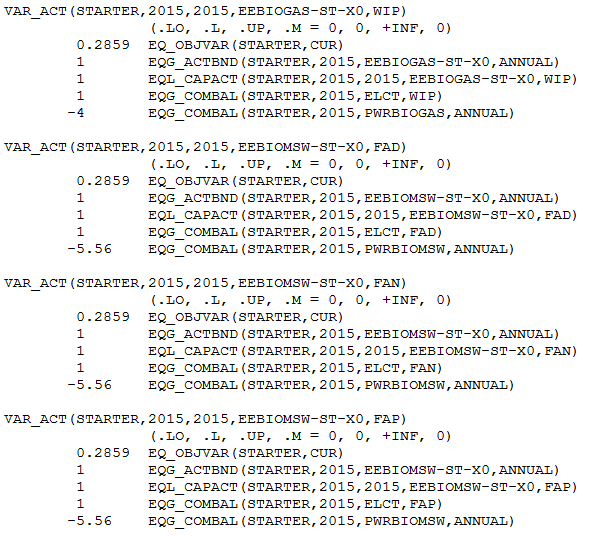 VAR_ACT(STARTER,2015,2015,EEBIOGAS-ST-X0,WIP)
(.LO, .L, .UP, .M = 0, 0, +INF, 0)
0.2859 EQ_OBJVAR(STARTER,CUR)
1 EQG_ACTBND(STARTER,2015,EEBIOGAS-ST-X0,ANNUAL)
1 EQL_CAPACT(STARTER,2015,2015,EEBIOGAS-ST-X0,WIP)
1 EQG_COMBAL(STARTER,2015,ELCT,WIP)
-4 EQG_COMBAL(STARTER,2015,PWRBIOGAS,ANNUAL)
VAR_ACT(STARTER,2015,2015,EEBIOMSW-ST-X0,FAD)
(.LO, .L, .UP, .M = 0, 0, +INF, 0)
0.2859 EQ_OBJVAR(STARTER,CUR)
1 EQG_ACTBND(STARTER,2015,EEBIOMSW-ST-X0,ANNUAL)
1 EQL_CAPACT(STARTER,2015,2015,EEBIOMSW-ST-X0,FAD)
1 EQG_COMBAL(STARTER,2015,ELCT,FAD)
-5.56 EQG_COMBAL(STARTER,2015,PWRBIOMSW,ANNUAL)
VAR_ACT(STARTER,2015,2015,EEBIOMSW-ST-X0,FAN)
(.LO, .L, .UP, .M = 0, 0, +INF, 0)
0.2859 EQ_OBJVAR(STARTER,CUR)
1 EQG_ACTBND(STARTER,2015,EEBIOMSW-ST-X0,ANNUAL)
1 EQL_CAPACT(STARTER,2015,2015,EEBIOMSW-ST-X0,FAN)
1 EQG_COMBAL(STARTER,2015,ELCT,FAN)
-5.56 EQG_COMBAL(STARTER,2015,PWRBIOMSW,ANNUAL)
VAR_ACT(STARTER,2015,2015,EEBIOMSW-ST-X0,FAP)
(.LO, .L, .UP, .M = 0, 0, +INF, 0)
0.2859 EQ_OBJVAR(STARTER,CUR)
1 EQG_ACTBND(STARTER,2015,EEBIOMSW-ST-X0,ANNUAL)
1 EQL_CAPACT(STARTER,2015,2015,EEBIOMSW-ST-X0,FAP)
1 EQG_COMBAL(STARTER,2015,ELCT,FAP)
-5.56 EQG_COMBAL(STARTER,2015,PWRBIOMSW,ANNUAL)